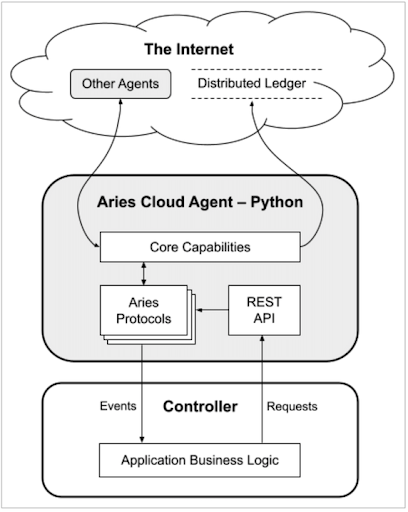 The Internet
Other Agents
Distributed Ledger
Aries Cloud Agent – Python
Core Capabilities
Aries
Protocols
REST
API
Events
Controller
Requests
Application Business Logic